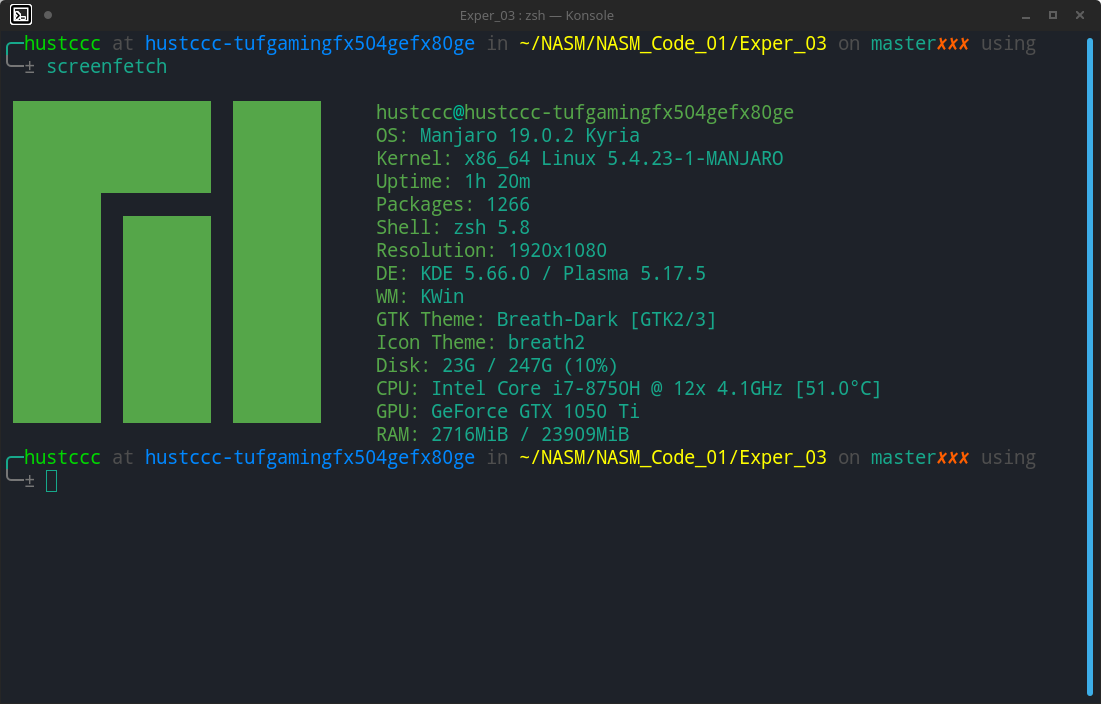 Exper_03 : zsh — Konsole
hustccc at hustccc-tufgamingfx504gefx80ge in ~/NASM/NASM_Code_01/Exper_03 on master✘✘✘ using
± screenfetch
hustccc@hustccc-tufgamingfx504gefx80ge
OS: Manjaro 19.0.2 Kyria
Kernel: x86_64 Linux 5.4.23-1-MANJARO
Uptime: 1h 20m
Packages: 1266
Shell: zsh 5.8
Resolution: 1920x1080
DE: KDE 5.66.0 / Plasma 5.17.5
WM: KWin
GTK Theme: Breath-Dark [GTK2/3]
Icon Theme: breath2
Disk: 23G / 247G (10%)
CPU: Intel Core i7-8750H @ 12x 4.1GHz [51.0°C]
GPU: GeForce GTX 1050 Ti
RAM: 2716MiB / 23909MiB
hustccc at hustccc-tufgamingfx504gefx80ge in ~/NASM/NASM_Code_01/Exper_03 on master✘✘✘ using
±